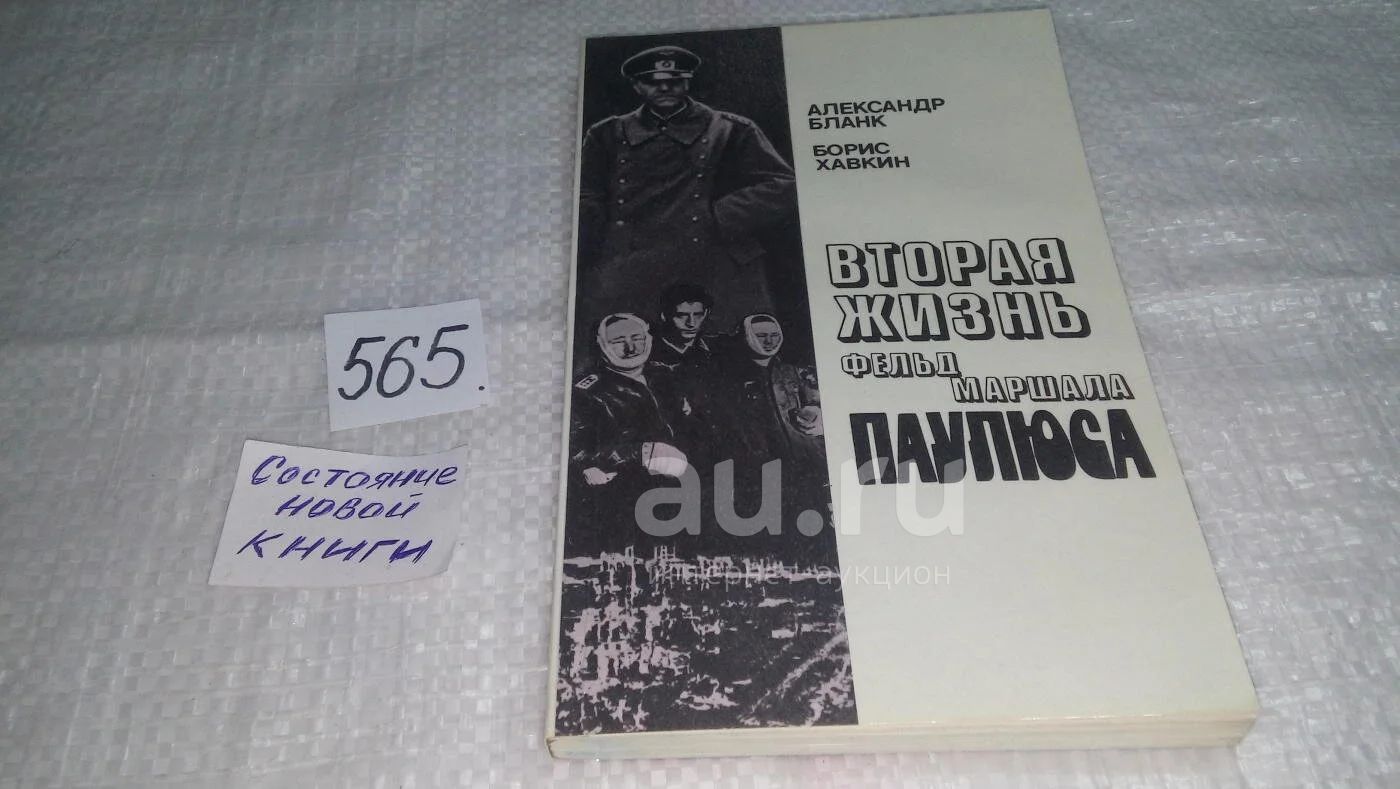 АЛЕКСАНДР
БЛАНК
БОРИС
ХАВКИН
ВТОРАЯ
ЖИЗНЬ
ФЕЛЬД
МАРШАЛА
ПАУЛЮСА
565.
Состояние
новой
книги
au.ru
интернет-аукцион